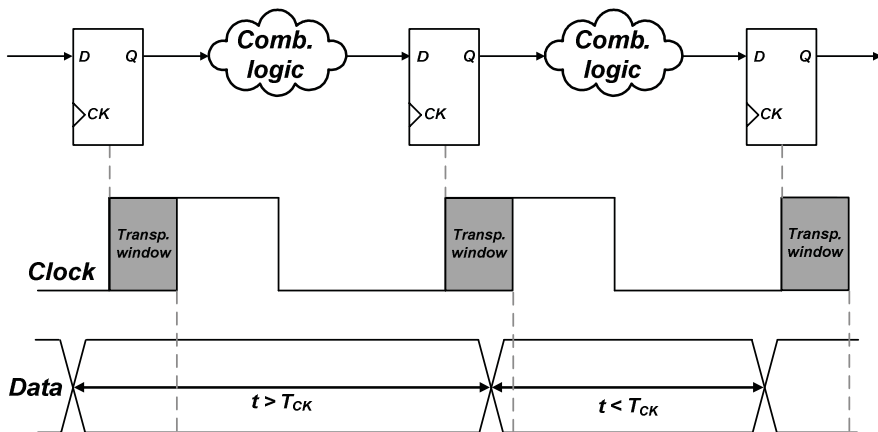 Comb.
logic
Comb.
logic
D Q
CK
D Q
CK
D Q
CK
Transp.
window
Transp.
window
Transp.
window
Clock
Data
t > TCK
t < TCK